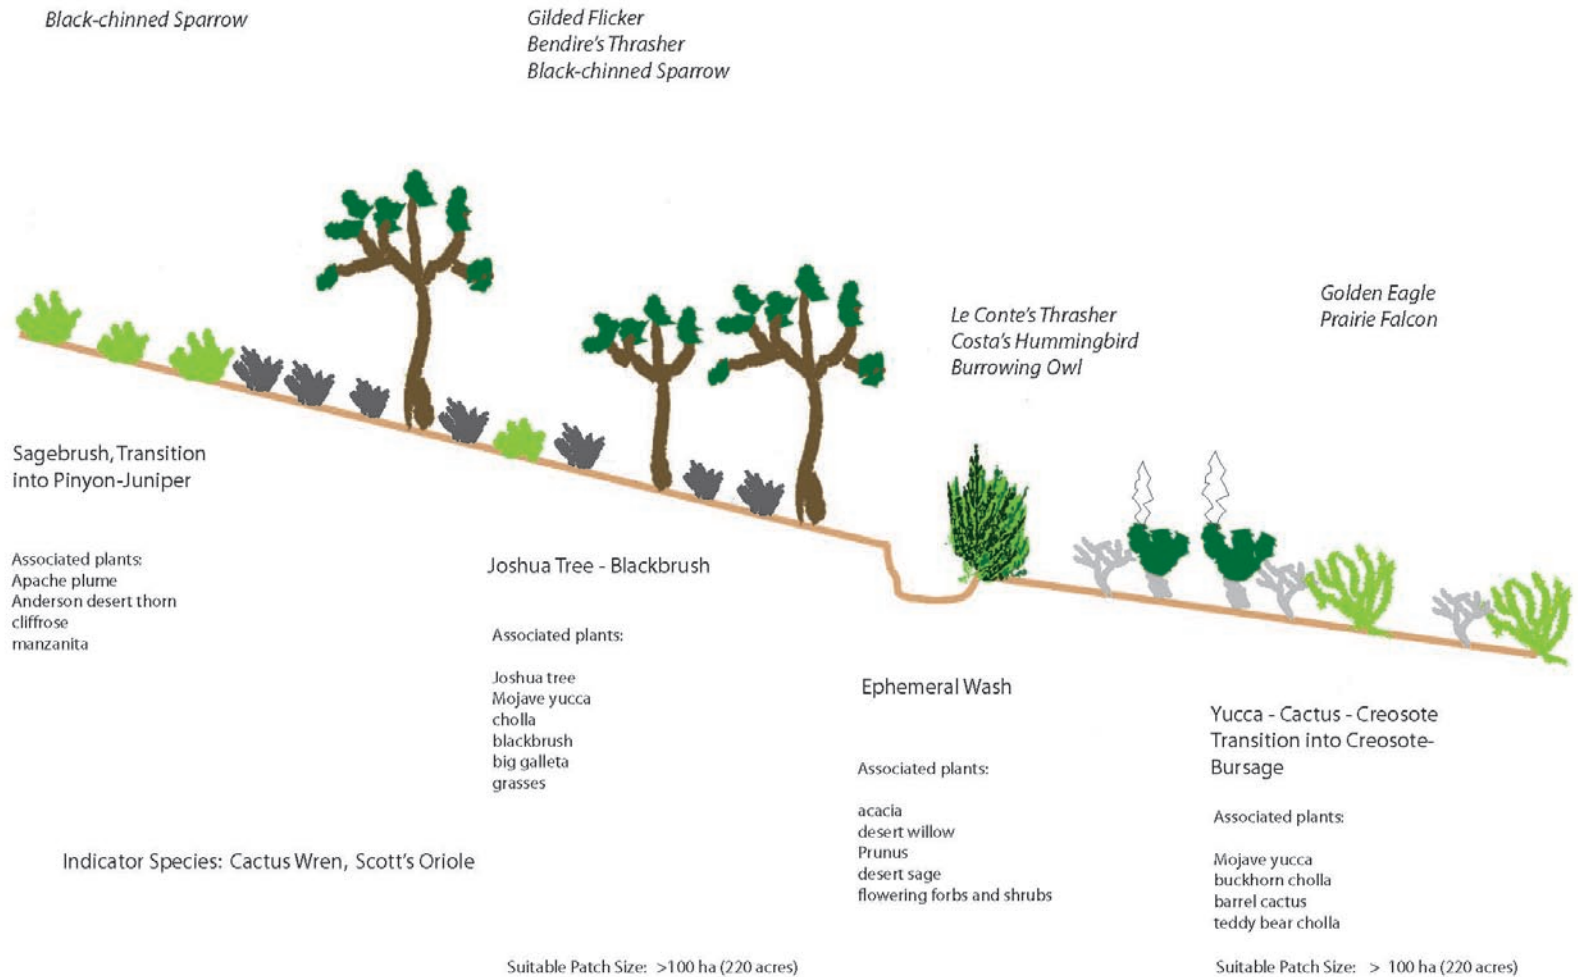 Black-chinned Sparrow
Gilded Flicker
Bendire's Thrasher
Black-chinned Sparrow
Le Conte's Thrasher
Costa's Hummingbird
Burrowing Owl
Golden Eagle
Prairie Falcon
Sagebrush, Transition
into Pinyon-Juniper
Associated plants:
Apache plume
Anderson desert thorn
cliffrose
manzanita
Joshua Tree - Blackbrush
Associated plants:
Joshua tree
Mojave yucca
cholla
blackbrush
big galleta
grasses
Ephemeral Wash
Associated plants:
acacia
desert willow
Prunus
desert sage
flowering forbs and shrubs
Yucca - Cactus - Creosote
Transition into Creosote-
Bursage
Associated plants:
Mojave yucca
buckhorn cholla
barrel cactus
teddy bear cholla
Indicator Species: Cactus Wren, Scott's Oriole
Suitable Patch Size: >100 ha (220 acres)
Suitable Patch Size: > 100 ha (220 acres)